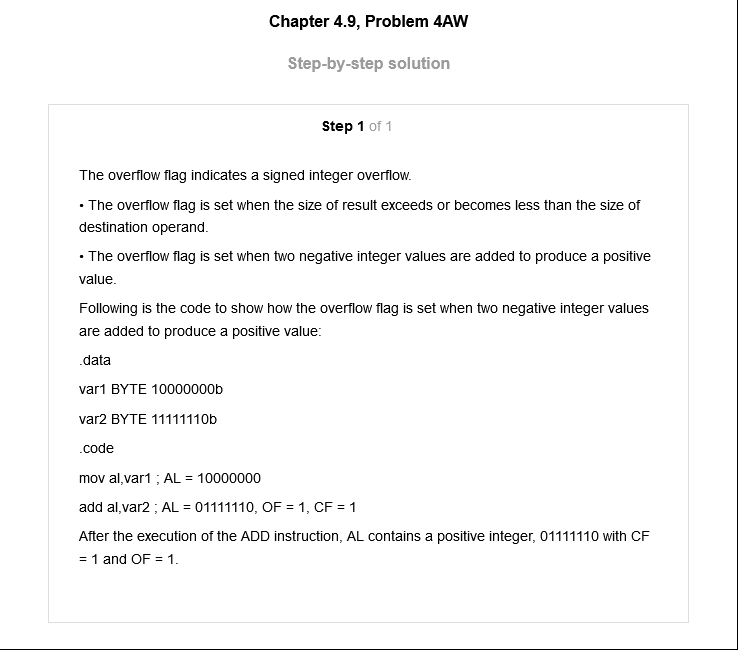 Chapter 4.9, Problem 4AW
Step-by-step solution
Step 1 of 1
The overflow flag indicates a signed integer overflow.
• The overflow flag is set when the size of result exceeds or becomes less than the size of
destination operand.
• The overflow flag is set when two negative integer values are added to produce a positive
value.
Following is the code to show how the overflow flag is set when two negative integer values
are added to produce a positive value:
.data
var1 BYTE 10000000b
var2 BYTE 11111110b
.code
mov al,var1 ; AL = 10000000
add al,var2 ; AL = 01111110, OF = 1, CF = 1
After the execution of the ADD instruction, AL contains a positive integer, 01111110 with CF
= 1 and OF = 1.